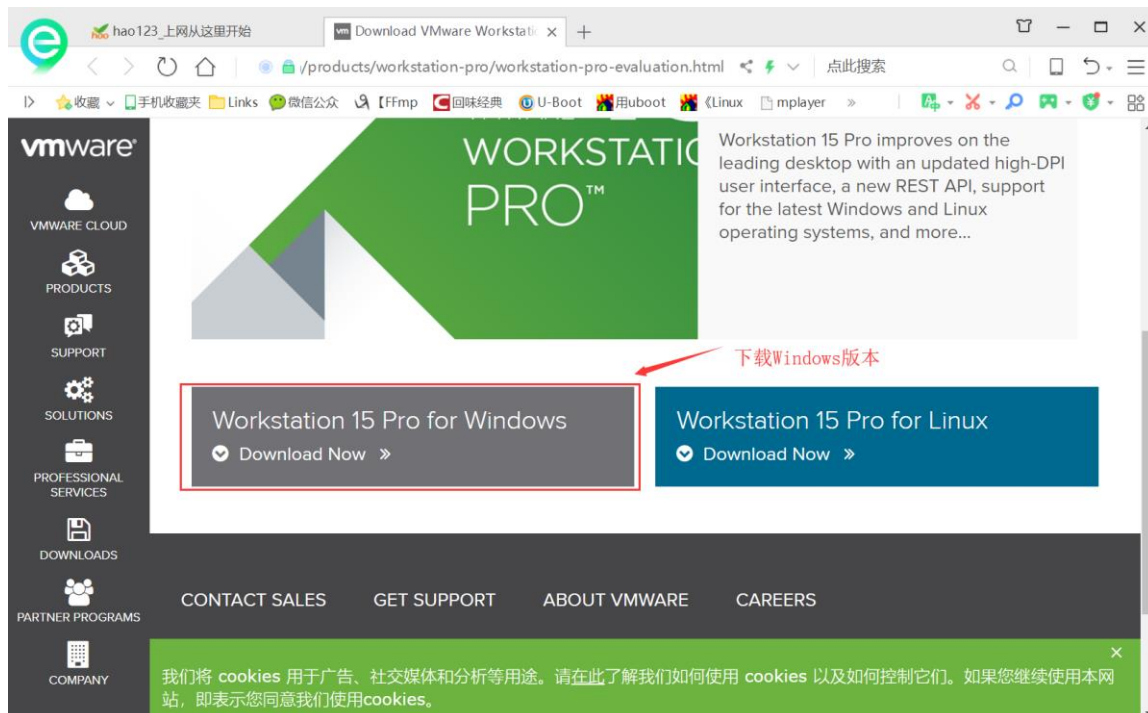 hao123_上网从这里开始
Download VMware Workstatio
/products/workstation-pro/workstation-pro-evaluation.html
点此搜索
收藏
手机收藏夹
Links
微信公众
【FFmp
回味经典
U-Boot
用uboot
《Linux
mplayer
vmware
VMWARE CLOUD
PRODUCTS
SUPPORT
SOLUTIONS
PROFESSIONAL
SERVICES
DOWNLOADS
PARTNER PROGRAMS
COMPANY
WORKSTATIO
PRO™
Workstation 15 Pro improves on the
leading desktop with an updated high-DPI
user interface, a new REST API, support
for the latest Windows and Linux
operating systems, and more...
下载Windows版本
Workstation 15 Pro for Windows
Download Now »
Workstation 15 Pro for Linux
Download Now »
CONTACT SALES
GET SUPPORT
ABOUT VMWARE
CAREERS
我们将 cookies 用于广告、社交媒体和分析等用途。请在此了解我们如何使用 cookies 以及如何控制它们。如果您继续使用本网
站，即表示您同意我们使用cookies。